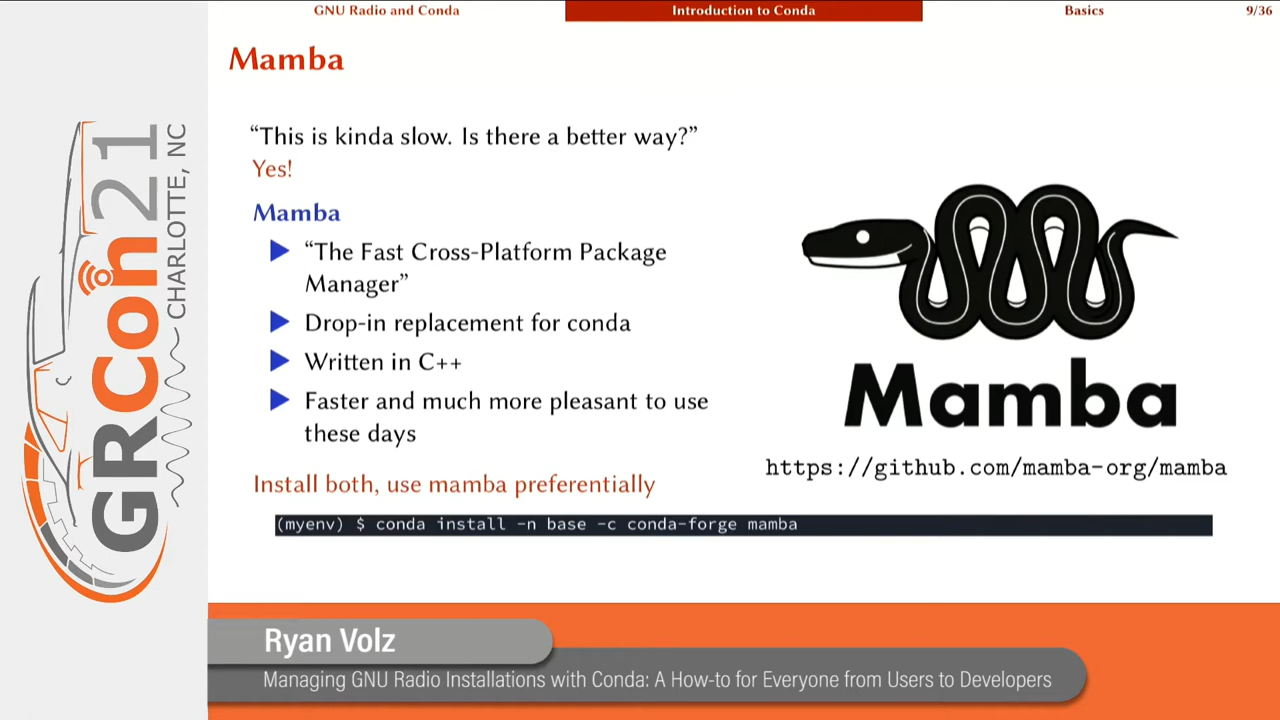 GNU Radio and Conda
Introduction to Conda
Basics
9/36
Mamba
“This is kinda slow. Is there a better way?”
Yes!
Mamba
“The Fast Cross-Platform Package
Manager”
Drop-in replacement for conda
Written in C++
Faster and much more pleasant to use
these days
Install both, use mamba preferentially
(myenv) $ conda install -n base -c conda-forge mamba
Mamba
https://github.com/mamba-org/mamba
GRCon21
CHARLOTTE, NC
Ryan Volz
Managing GNU Radio Installations with Conda: A How-to for Everyone from Users to Developers